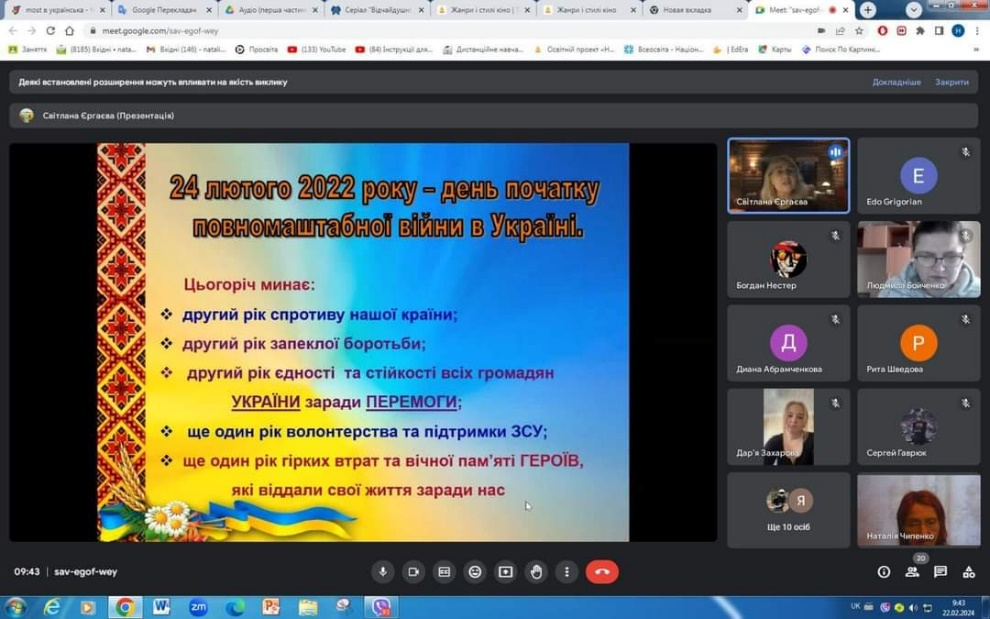 most в українська -
Google Перекладач
Аудіо (перша частин
Серіал "Відчайдушн
Жанри і стилі кіно (
Жанри і стилі кіно
Новая вкладка
Meet: "sav-egof-
meet.google.com/sav-egof-wey
Заняття
(8185) Вхідні • nata...
Вхідні (146) – natali...
Просвіта
(133) YouTube
(84) Інструкції для...
Дистанційне навча...
Освітній проект «Н...
Всеосвіта - Націон...
| EdEra
Карты
Поиск По Картинк...
Деякі встановлені розширення можуть впливати на якість виклику
Докладніше
Закрити
Світлана Єргаєва (Презентація)
24 лютого 2022 року – день початку
повномаштабної війни в Україні.
Цьогоріч минає:
❖ другий рік спротиву нашої країни;
❖ другий рік запеклої боротьби;
❖ другий рік єдності та стійкості всіх громадян
УКРАЇНИ заради ПЕРЕМОГИ;
❖ ще один рік волонтерства та підтримки ЗСУ;
❖ ще один рік гірких втрат та вічної пам’яті ГЕРОЇВ,
які віддали свої життя заради нас
Світлана Єргаєва
E
Edo Grigorian
Богдан Нестер
Людмила Бойченко
Д
Диана Абрамченкова
Р
Рита Шведова
Дар'я Захарова
Сергей Гаврюк
Я
Ще 10 осіб
Наталія Чипенко
09:43 | sav-egof-wey
20
W
zm
UK
9:43
22.02.2024